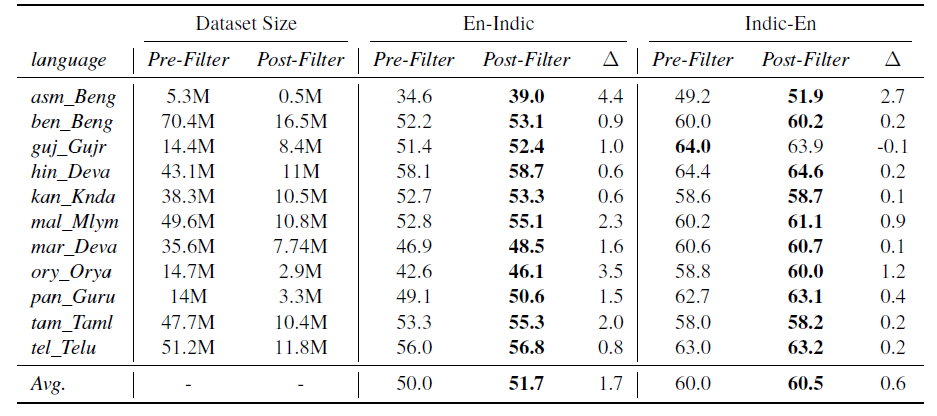 Dataset Size En-Indic Indic-En
language Pre-Filter Post-Filter Pre-Filter Post-Filter Δ Pre-Filter Post-Filter Δ
asm_Beng 5.3M 0.5M 34.6 39.0 4.4 49.2 51.9 2.7
ben_Beng 70.4M 16.5M 52.2 53.1 0.9 60.0 60.2 0.2
guj_Gujr 14.4M 8.4M 51.4 52.4 1.0 64.0 63.9 -0.1
hin_Deva 43.1M 11M 58.1 58.7 0.6 64.4 64.6 0.2
kan_Knda 38.3M 10.5M 52.7 53.3 0.6 58.6 58.7 0.1
mal_Mlym 49.6M 10.8M 52.8 55.1 2.3 60.2 61.1 0.9
mar_Deva 35.6M 7.74M 46.9 48.5 1.6 60.6 60.7 0.1
ory_Orya 14.7M 2.9M 42.6 46.1 3.5 58.8 60.0 1.2
pan_Guru 14M 3.3M 49.1 50.6 1.5 62.7 63.1 0.4
tam_Taml 47.7M 10.4M 53.3 55.3 2.0 58.0 58.2 0.2
tel_Telu 51.2M 11.8M 56.0 56.8 0.8 63.0 63.2 0.2
Avg. - - 50.0 51.7 1.7 60.0 60.5 0.6